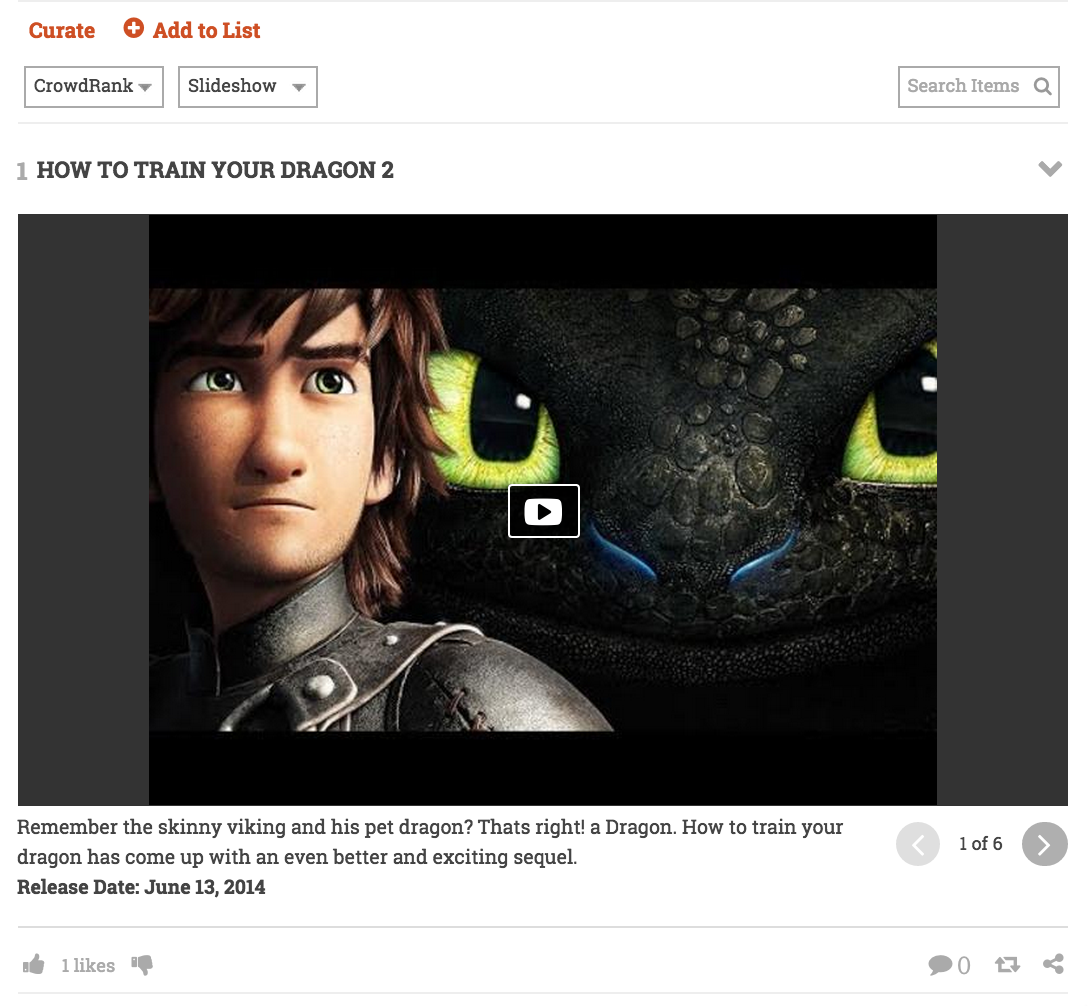 Curate Add to List
CrowdRank Slideshow Search Items
1 HOW TO TRAIN YOUR DRAGON 2
Remember the skinny viking and his pet dragon? Thats right! a Dragon. How to train your
dragon has come up with an even better and exciting sequel.
1 of 6
Release Date: June 13, 2014
1 likes 0